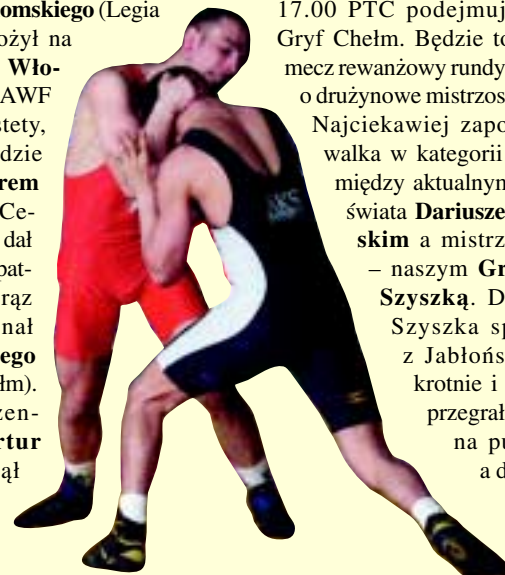 omskiego (Legia
ożył na
Wło-
AWF
stety,
dzie
rem
Ce-
dał
pat-
rąz
nał
ego
łm).
zen-
rtur
ął
17.00 PTC podejmuj
Gryf Chełm. Będzie to
mecz rewanżowy rundy
o drużynowe mistrzos
Najciekawiej zapo
walka w kategorii
między aktualnym
świata Dariusze
skim a mistrz
– naszym Gr
Szyszką. D
Szyszka sp
z Jabłońs
krotnie i
przegrał
na pu
a d